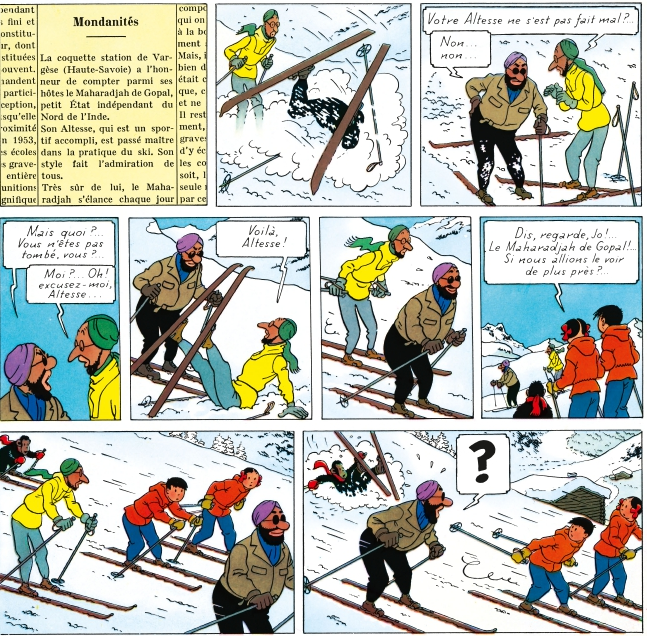 pendant
s fini et
onstitu-
ur, dont
stituées
ouvent.
mandent
partici-
ception,
squ'elle
oximité
n 1953,
s écoles
s grave-
entière
unitions
gnifique
Mondanités
La coquette station de Var-
gèse (Haute-Savoie) a l'hon-
neur de compter parmi ses
hôtes le Maharadjah de Gopal,
petit État indépendant du
Nord de l'Inde.
Son Altesse, qui est un spor-
tif accompli, est passé maître
dans la pratique du ski. Son
style fait l'admiration de
tous.
Très sûr de lui, le Maha-
radjah s'élance chaque jour
compo
qui on
à la bo
ment
Mais, i
bien d
était c
que, c
et ne
Il rest
ment,
graves
d'y éc
les co
soit, l
seule
par ce
Votre Altesse ne s'est pas fait mal?...
Non...
non...
Mais quoi ?...
Vous n'êtes pas
tombé, vous ?...
Moi ?... Oh!
excusez-moi,
Altesse....
Voilà,
Altesse!
Dis, regarde, Jo!...
Le Maharadjah de Gopal!...
Si nous allions le voir
de plus près?...
?